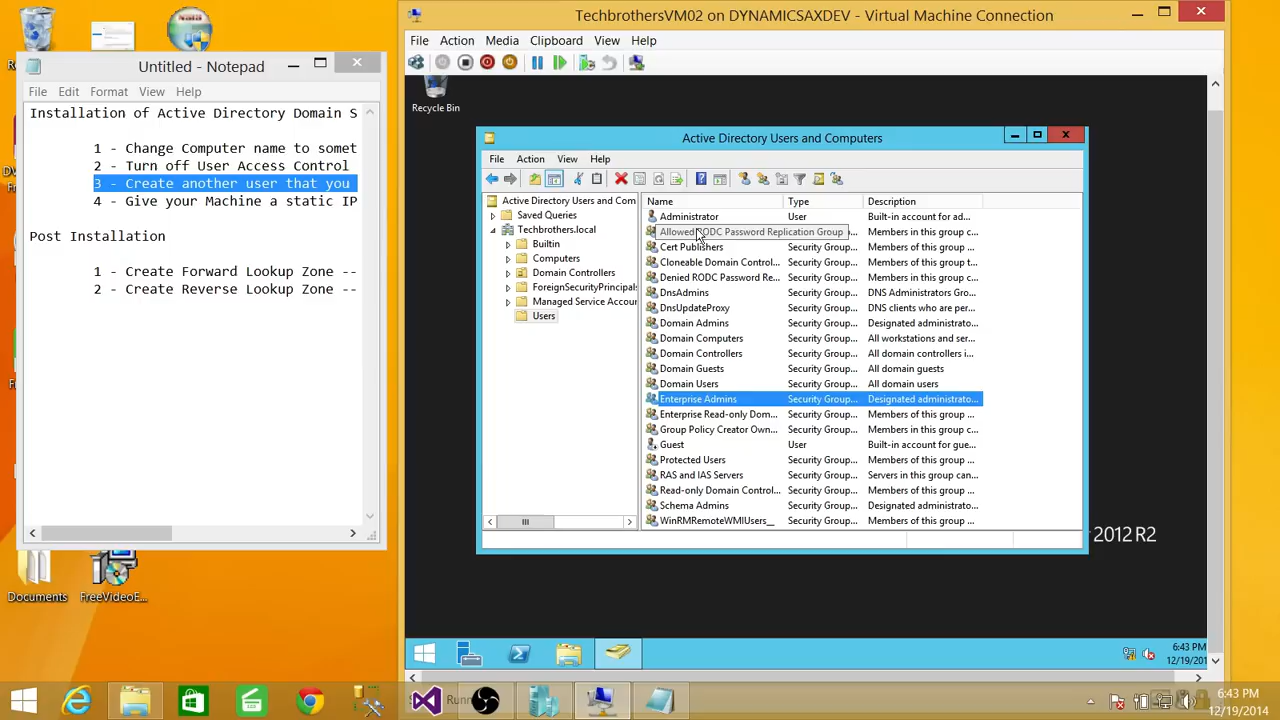 TechbrothersVM02 on DYNAMICSAXDEV - Virtual Machine Connection
File Action Media Clipboard View Help
Untitled - Notepad
File Edit Format View Help
Installation of Active Directory Domain S
1 - Change Computer name to somet
2 - Turn off User Access Control
3 - Create another user that you
4 - Give your Machine a static IP
Post Installation
1 - Create Forward Lookup Zone --
2 - Create Reverse Lookup Zone --
Documents
FreeVideoE...
Recycle Bin
Active Directory Users and Computers
File Action View Help
Active Directory Users and Com
Saved Queries
Techbrothers.local
Builtin
Computers
Domain Controllers
ForeignSecurityPrincipals
Managed Service Accou
Users
Name Type Description
Administrator User Built-in account for ad...
Allowed RODC Password Replication Group Members in this group c
Cert Publishers Security Group... Members of this group ...
Cloneable Domain Control... Security Group... Members of this group t...
Denied RODC Password Re... Security Group... Members in this group c...
DnsAdmins Security Group... DNS Administrators Gro...
DnsUpdateProxy Security Group... DNS clients who are per...
Domain Admins Security Group... Designated administrato...
Domain Computers Security Group... All workstations and ser...
Domain Controllers Security Group... All domain controllers i...
Domain Guests Security Group... All domain guests
Domain Users Security Group... All domain users
Enterprise Admins Security Group... Designated administrato...
Enterprise Read-only Dom... Security Group... Members of this group ...
Group Policy Creator Own... Security Group... Members in this group c...
Guest User Built-in account for gue...
Protected Users Security Group... Members of this group ...
RAS and IAS Servers Security Group... Servers in this group can...
Read-only Domain Control... Security Group... Members of this group ...
Schema Admins Security Group... Designated administrato...
WinRMRemoteWMIUsers__ Security Group... Members of this group ...
2012 R2
6:43 PM
12/19/2014
6:43 PM
12/19/2014